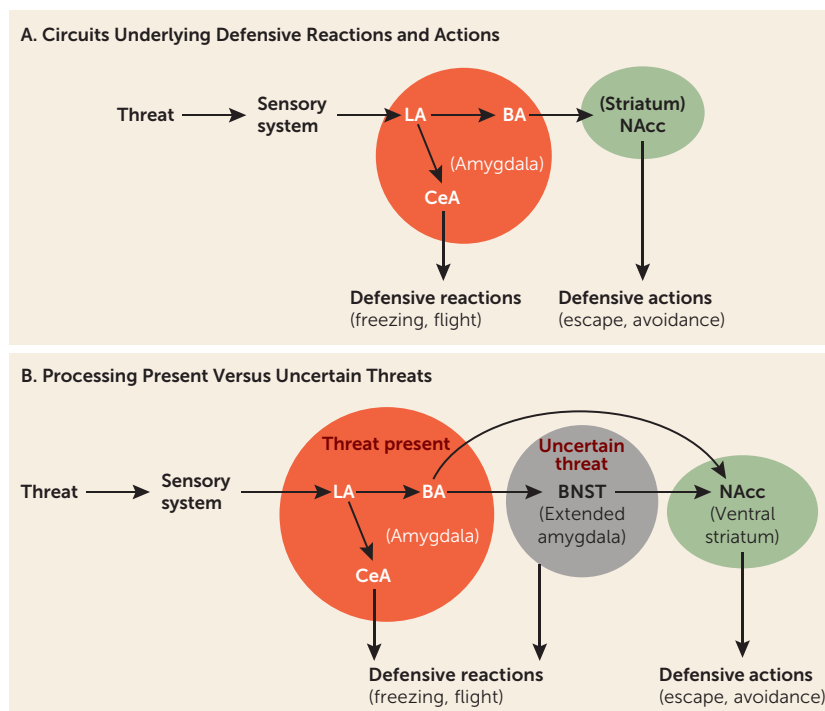 A. Circuits Underlying Defensive Reactions and Actions
Threat
Sensory
system
LA
BA
(Amygdala)
CeA
(Striatum)
NAcc
Defensive reactions
(freezing, flight)
Defensive actions
(escape, avoidance)
B. Processing Present Versus Uncertain Threats
Threat
Sensory
system
Threat present
LA
BA
(Amygdala)
CeA
Uncertain
threat
BNST
(Extended
amygdala)
NAcc
(Ventral
striatum)
Defensive reactions
(freezing, flight)
Defensive actions
(escape, avoidance)